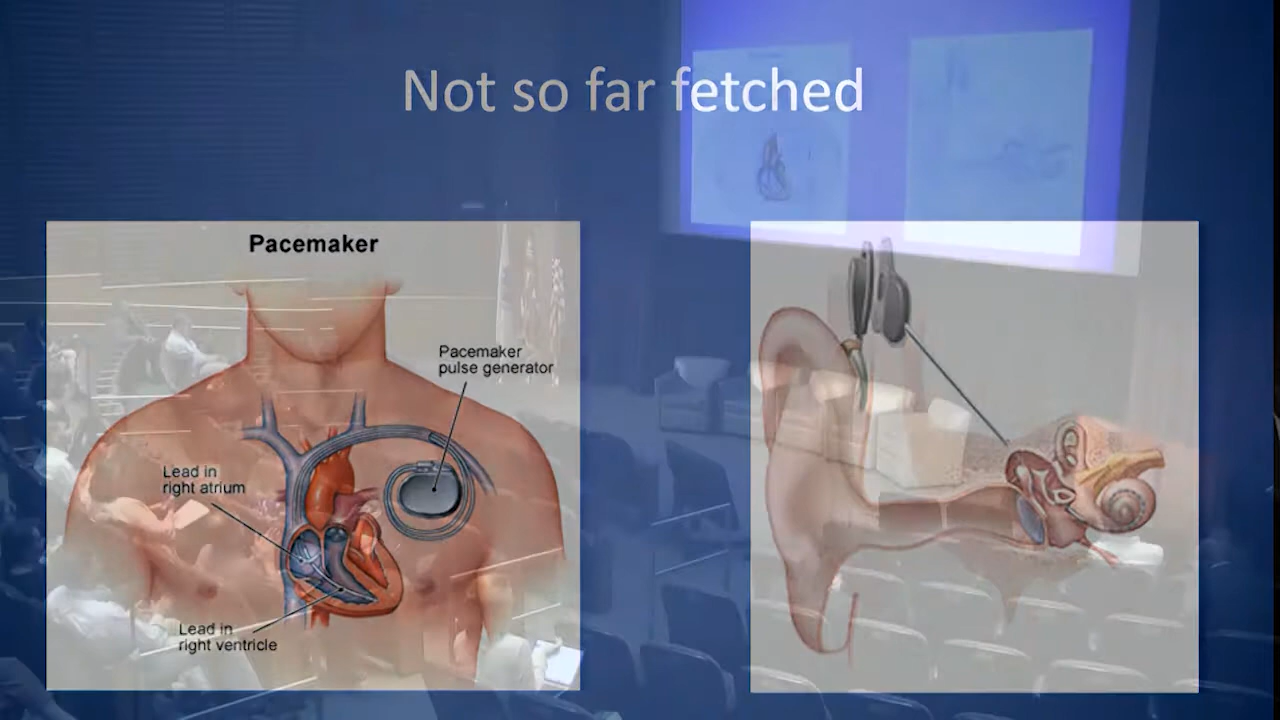 Not so far fetched
Pacemaker
Pacemaker
pulse generator
Lead in
right atrium
Lead in
right ventricle